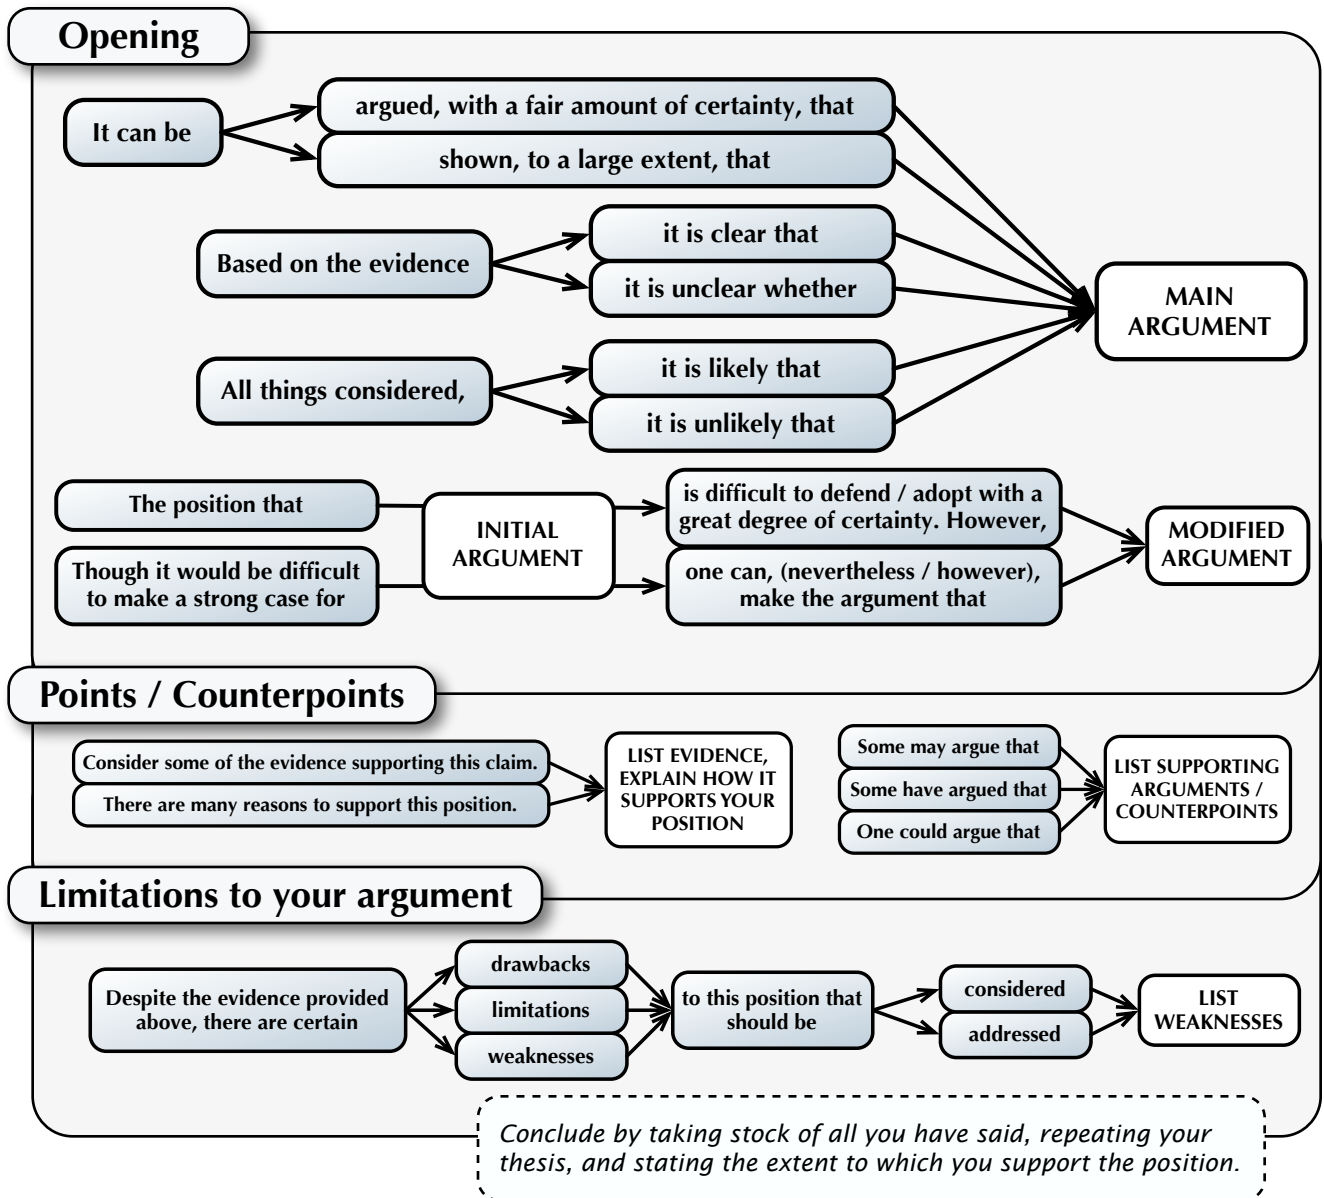 Opening
It can be
argued, with a fair amount of certainty, that
shown, to a large extent, that
Based on the evidence
it is clear that
it is unclear whether
All things considered,
it is likely that
it is unlikely that
MAIN
ARGUMENT
The position that
Though it would be difficult
to make a strong case for
INITIAL
ARGUMENT
is difficult to defend / adopt with a
great degree of certainty. However,
one can, (nevertheless / however),
make the argument that
MODIFIED
ARGUMENT
Points / Counterpoints
Consider some of the evidence supporting this claim.
There are many reasons to support this position.
LIST EVIDENCE,
EXPLAIN HOW IT
SUPPORTS YOUR
POSITION
Some may argue that
Some have argued that
One could argue that
LIST SUPPORTING
ARGUMENTS /
COUNTERPOINTS
Limitations to your argument
Despite the evidence provided
above, there are certain
drawbacks
limitations
weaknesses
to this position that
should be
considered
addressed
LIST
WEAKNESSES
Conclude by taking stock of all you have said, repeating your
thesis, and stating the extent to which you support the position.